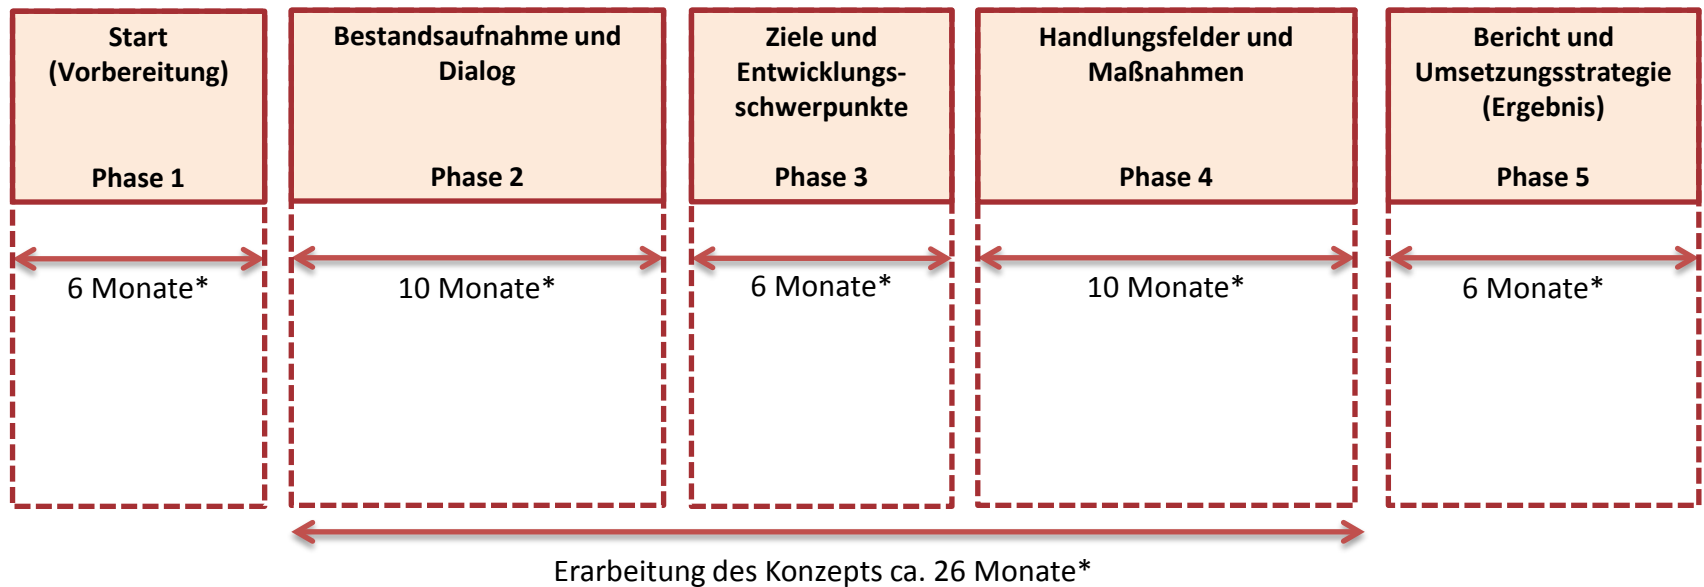 Start
(Vorbereitung)
Phase 1
Bestandsaufnahme und
Dialog
Phase 2
Ziele und
Entwicklungs-
schwerpunkte
Phase 3
Handlungsfelder und
Maßnahmen
Phase 4
Bericht und
Umsetzungsstrategie
(Ergebnis)
Phase 5
6 Monate*
10 Monate*
6 Monate*
10 Monate*
6 Monate*
Erarbeitung des Konzepts ca. 26 Monate*